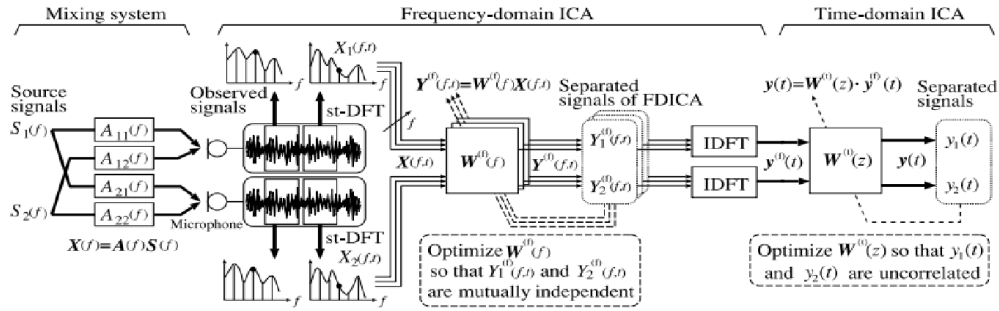 Mixing system
Frequency-domain ICA
Time-domain ICA
Source
signals
S₁(f)
S₂(f)
A₁₁(f)
A₁₂(f)
A₂₁(f)
A₂₂(f)
X(f)=A(f)S(f)
Microphone
Observed
signals
f
f
X₁(f,t)
st-DFT
st-DFT
X₂(f,t)
f
f
f
X(f,t)
Y⁽ᶠ⁾(f,t)=W⁽ᶠ⁾(f)X(f,t)
W⁽ᶠ⁾(f)
Y⁽ᶠ⁾(f,t)
Separated
signals of FDICA
Y₁⁽ᶠ⁾(f,t)
Y₂⁽ᶠ⁾(f,t)
Optimize W⁽ᶠ⁾(f)
so that Y₁⁽ᶠ⁾(f,t) and Y₂⁽ᶠ⁾(f,t)
are mutually independent
IDFT
IDFT
y⁽ᶠ⁾(t)
y(t)=W⁽ᵗ⁾(z)·y⁽ᶠ⁾(t)
W⁽ᵗ⁾(z)
y(t)
Separated
signals
y₁(t)
y₂(t)
Optimize W⁽ᵗ⁾(z) so that y₁(t)
and y₂(t) are uncorrelated